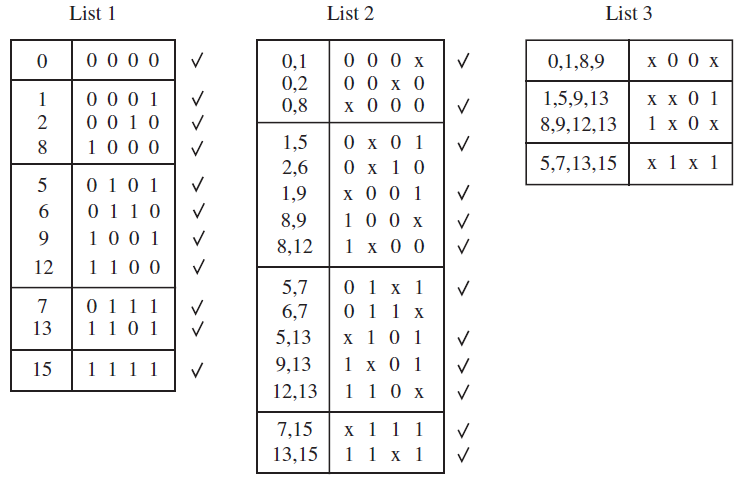 List 1
0 0 0 0 0 ✓
1 0 0 0 1 ✓
2 0 0 1 0 ✓
8 1 0 0 0 ✓
5 0 1 0 1 ✓
6 0 1 1 0 ✓
9 1 0 0 1 ✓
12 1 1 0 0 ✓
7 0 1 1 1 ✓
13 1 1 0 1 ✓
15 1 1 1 1 ✓
List 2
0,1 0 0 0 x ✓
0,2 0 0 x 0
0,8 x 0 0 0 ✓
1,5 0 x 0 1 ✓
2,6 0 x 1 0
1,9 x 0 0 1 ✓
8,9 1 0 0 x ✓
8,12 1 x 0 0 ✓
5,7 0 1 x 1 ✓
6,7 0 1 1 x
5,13 x 1 0 1 ✓
9,13 1 x 0 1 ✓
12,13 1 1 0 x ✓
7,15 x 1 1 1 ✓
13,15 1 1 x 1 ✓
List 3
0,1,8,9 x 0 0 x
1,5,9,13 x x 0 1
8,9,12,13 1 x 0 x
5,7,13,15 x 1 x 1